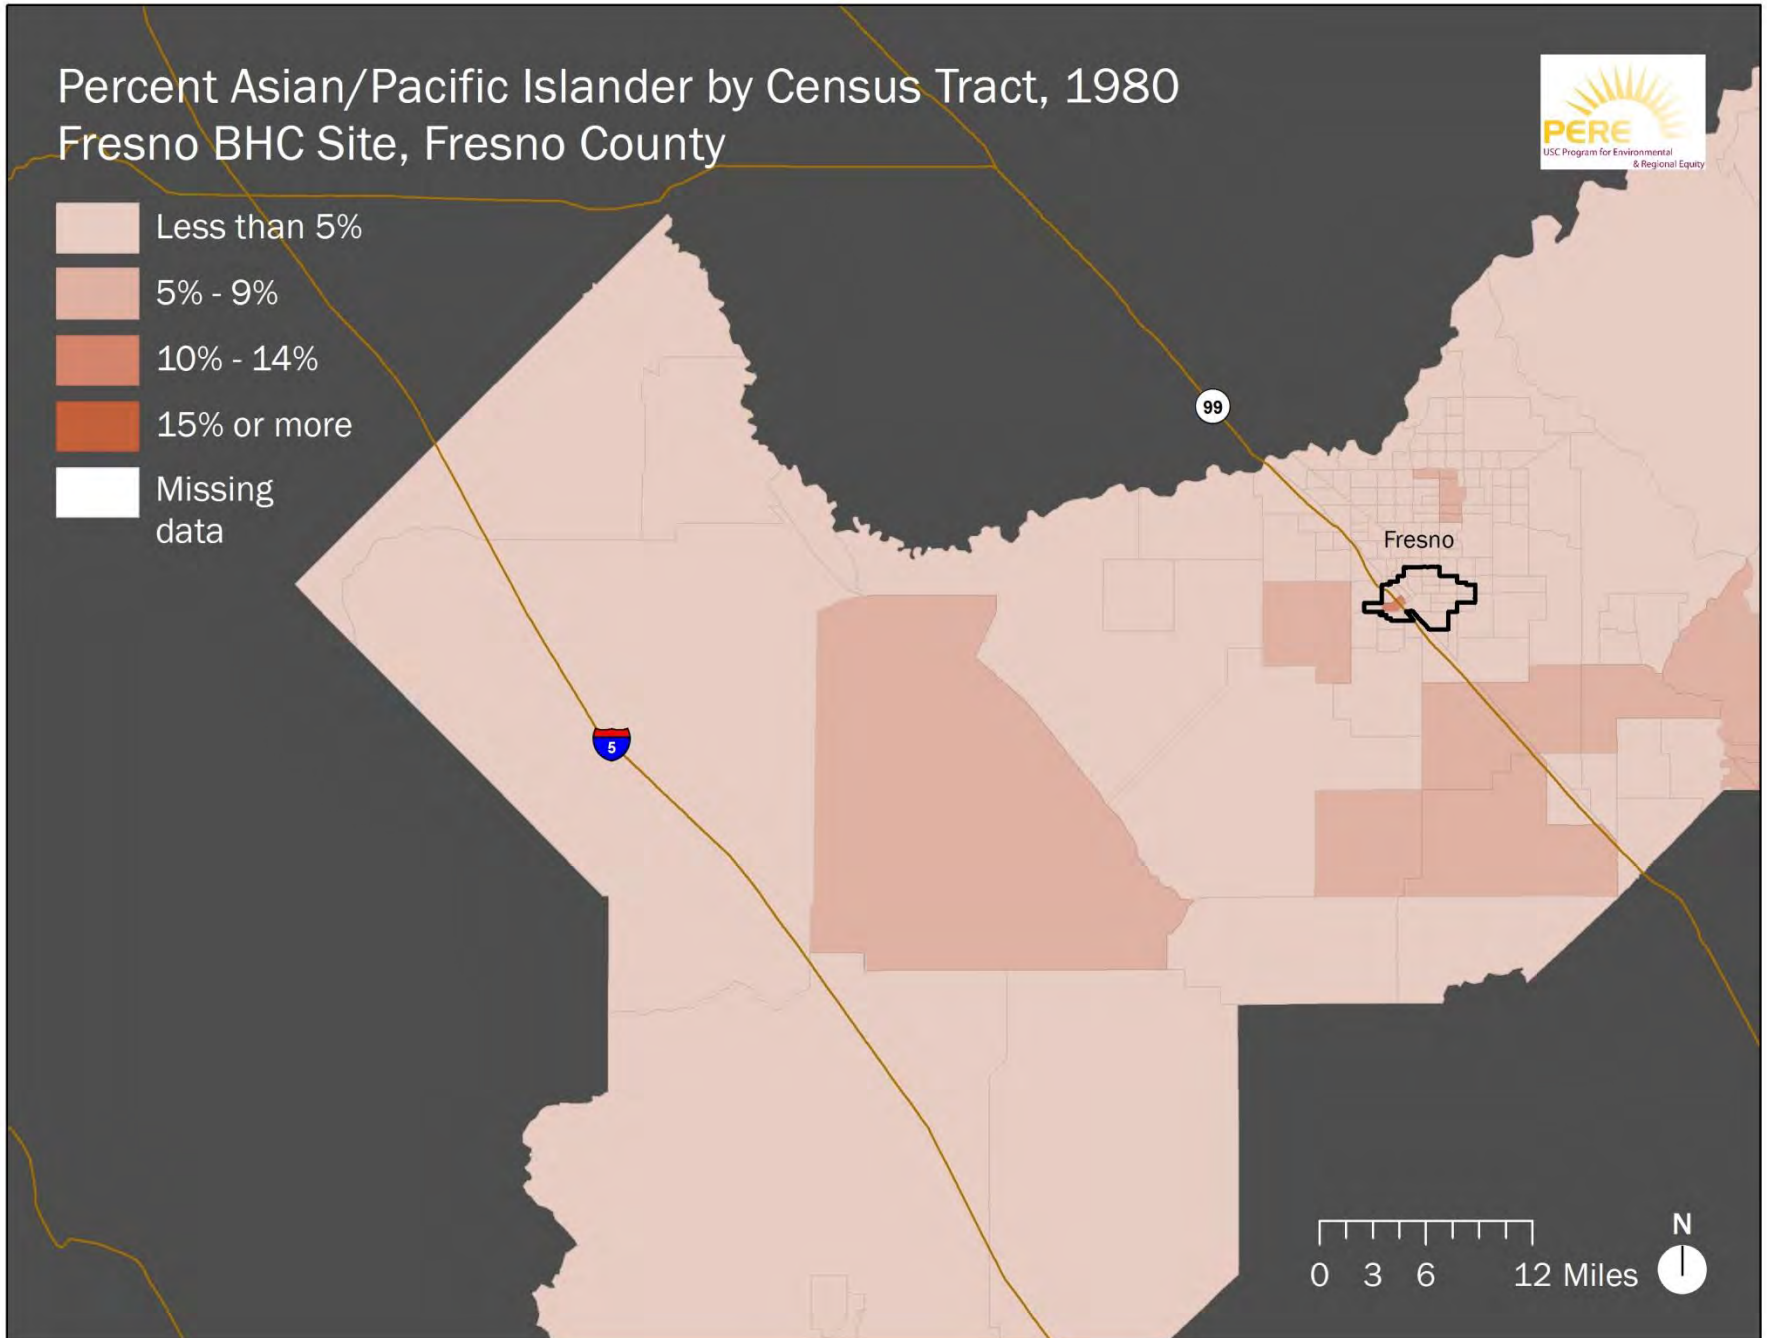 Percent Asian/Pacific Islander by Census Tract, 1980
Fresno BHC Site, Fresno County
PERE
USC Program for Environmental
& Regional Equity
Less than 5%
5% - 9%
10% - 14%
15% or more
Missing
data
99
Fresno
5
N
0 3 6 12 Miles